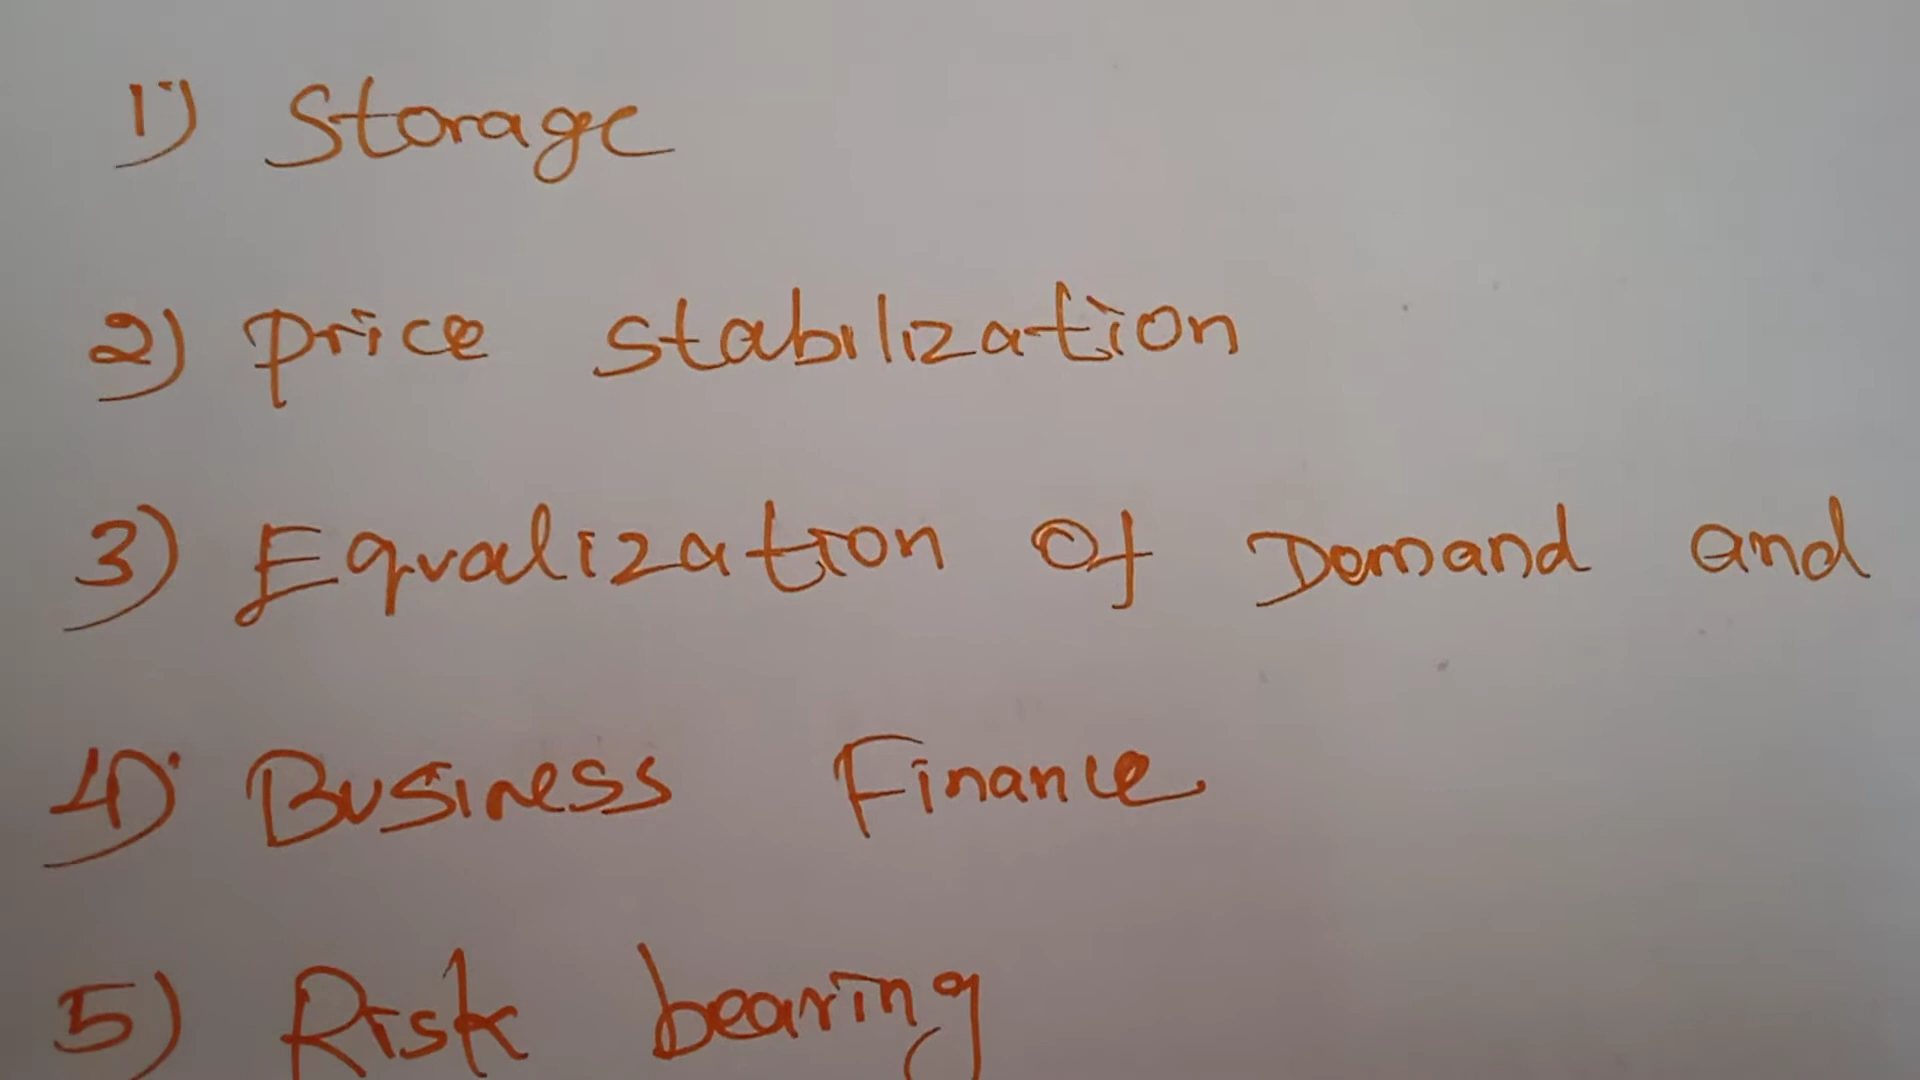 1) Storage
2) price stabilization
3) Equalization of Demand and
4) Business Finance
5) Risk bearing